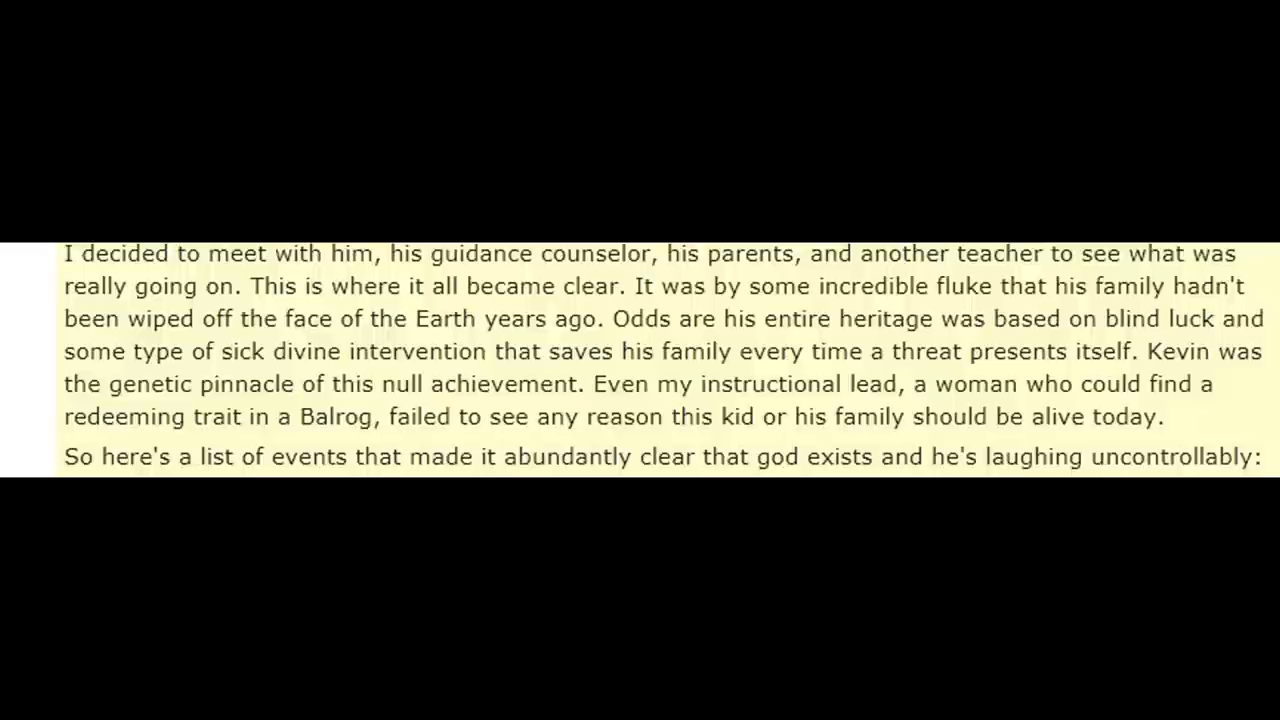 I decided to meet with him, his guidance counselor, his parents, and another teacher to see what was
really going on. This is where it all became clear. It was by some incredible fluke that his family hadn't
been wiped off the face of the Earth years ago. Odds are his entire heritage was based on blind luck and
some type of sick divine intervention that saves his family every time a threat presents itself. Kevin was
the genetic pinnacle of this null achievement. Even my instructional lead, a woman who could find a
redeeming trait in a Balrog, failed to see any reason this kid or his family should be alive today.
So here's a list of events that made it abundantly clear that god exists and he's laughing uncontrollably: